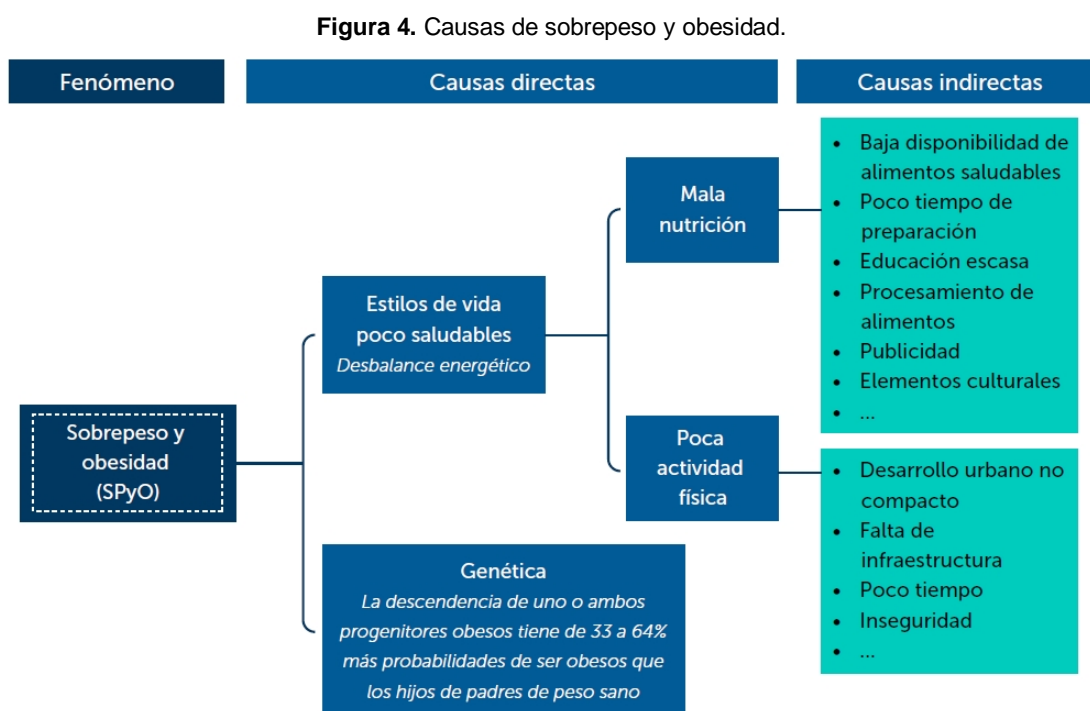 Figura 4. Causas de sobrepeso y obesidad.
Fenómeno
Causas directas
Causas indirectas
Sobrepeso y
obesidad
(SPyO)
Estilos de vida
poco saludables
Desbalance energético
Genética
La descendencia de uno o ambos
progenitores obesos tiene de 33 a 64%
más probabilidades de ser obesos que
los hijos de padres de peso sano
Mala
nutrición
Poca
actividad
física
• Baja disponibilidad de
alimentos saludables
• Poco tiempo de
preparación
• Educación escasa
• Procesamiento de
alimentos
• Publicidad
• Elementos culturales
• ...
• Desarrollo urbano no
compacto
• Falta de
infraestructura
• Poco tiempo
• Inseguridad
• ...